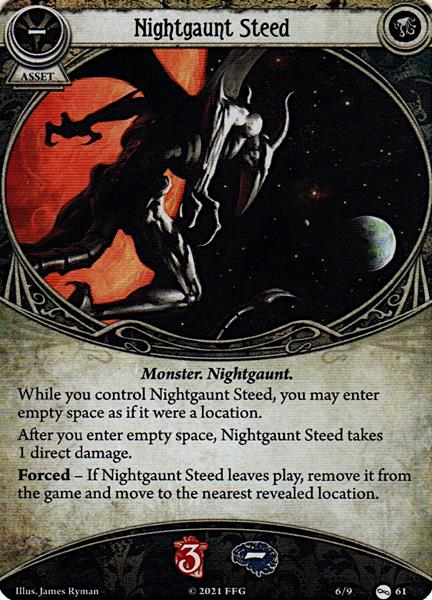 Nightgaunt Steed
–
ASSET
Monster. Nightgaunt.
While you control Nightgaunt Steed, you may enter
empty space as if it were a location.
After you enter empty space, Nightgaunt Steed takes
1 direct damage.
Forced – If Nightgaunt Steed leaves play, remove it from
the game and move to the nearest revealed location.
3 –
Illus. James Ryman © 2021 FFG 6/9 61